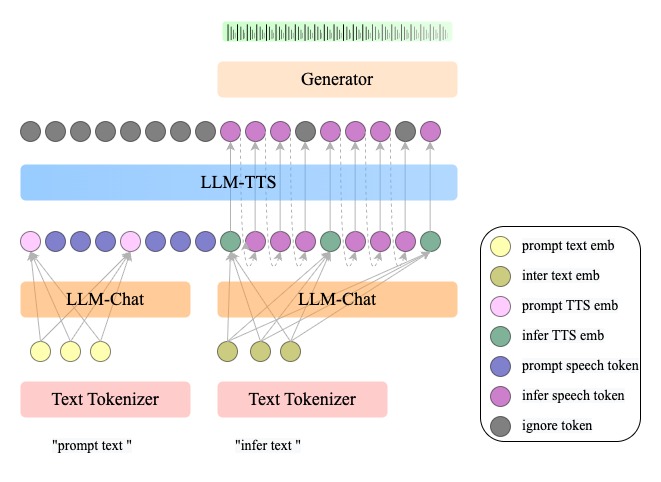 Generator
LLM-TTS
LLM-Chat
LLM-Chat
Text Tokenizer
Text Tokenizer
"prompt text "
"infer text "
prompt text emb
inter text emb
prompt TTS emb
infer TTS emb
prompt speech token
infer speech token
ignore token